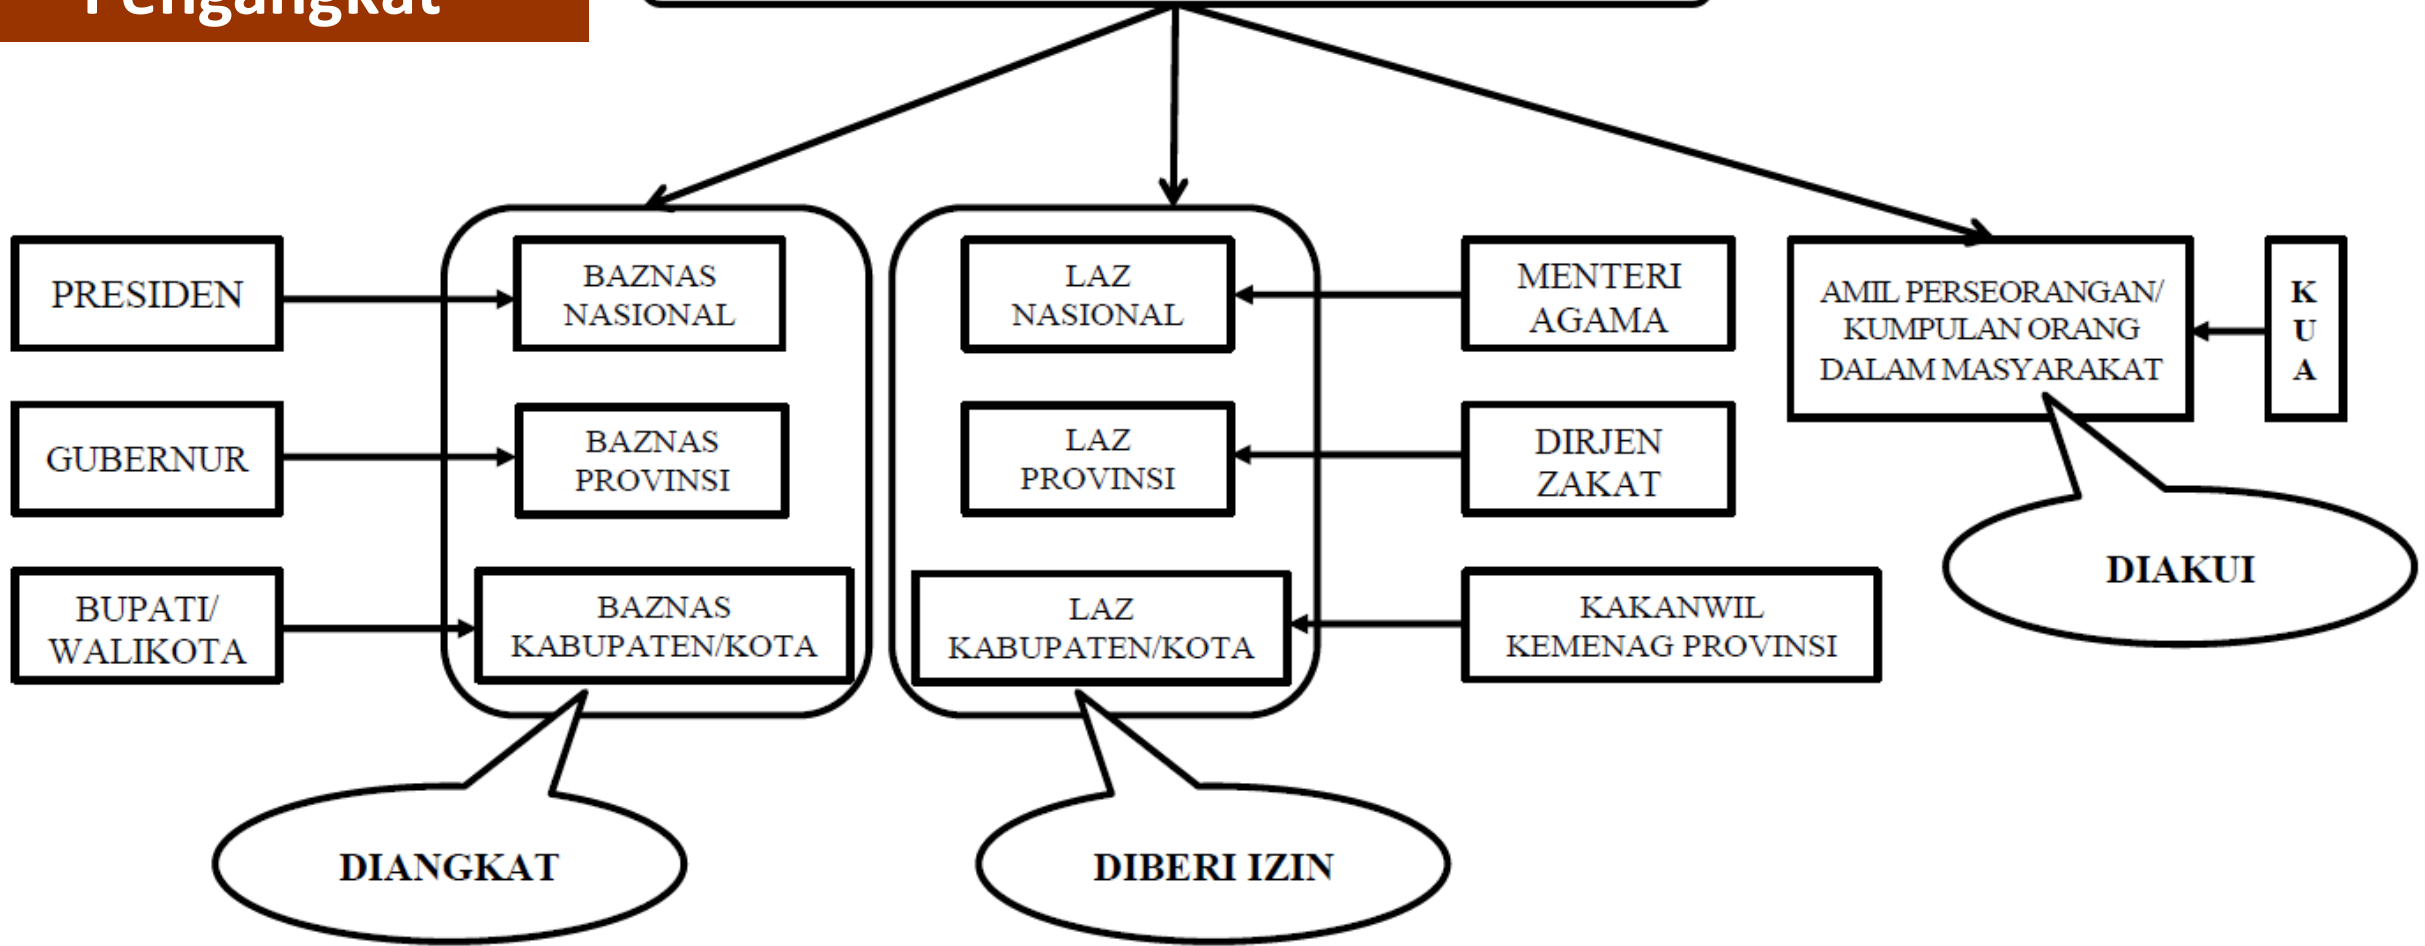 Pengangkat
PRESIDEN
BAZNAS
NASIONAL
LAZ
NASIONAL
MENTERI
AGAMA
AMIL PERSEORANGAN/
KUMPULAN ORANG
DALAM MASYARAKAT
K
U
A
GUBERNUR
BAZNAS
PROVINSI
LAZ
PROVINSI
DIRJEN
ZAKAT
DIAKUI
BUPATI/
WALIKOTA
BAZNAS
KABUPATEN/KOTA
LAZ
KABUPATEN/KOTA
KAKANWIL
KEMENAG PROVINSI
DIANGKAT
DIBERI IZIN